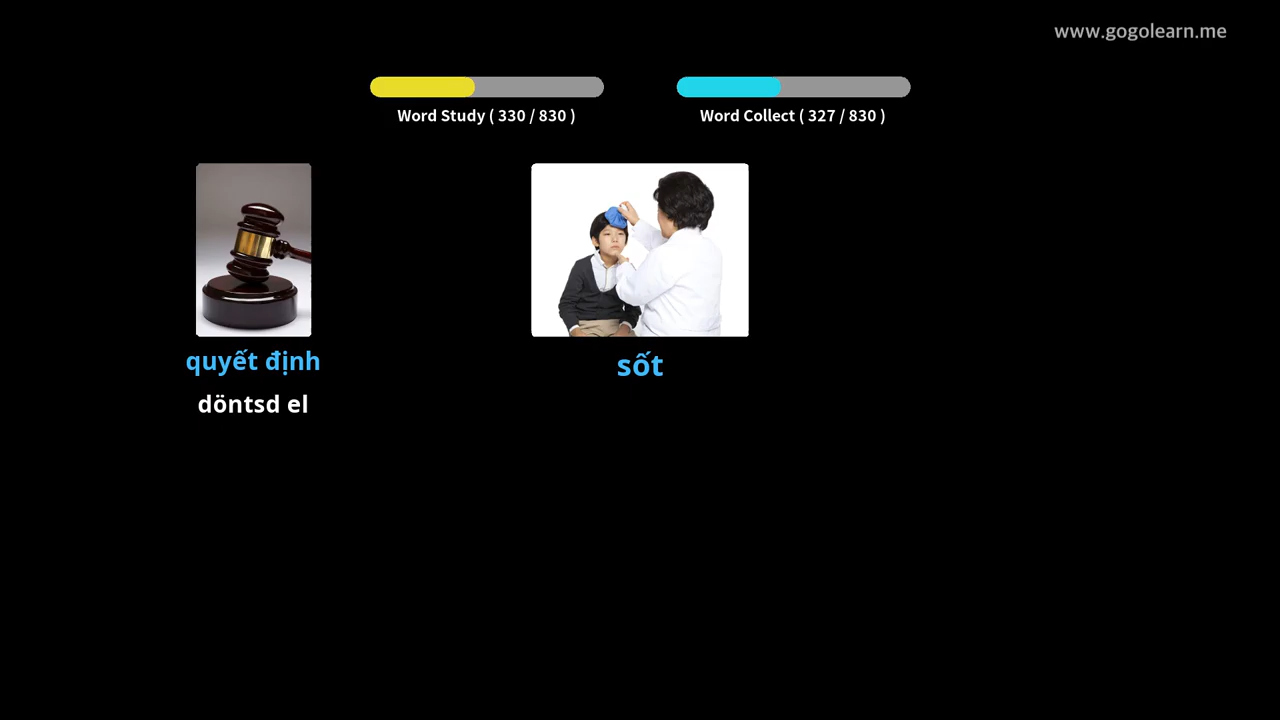 www.gogolearn.me
Word Study ( 330 / 830 )
Word Collect ( 327 / 830 )
quyết định
döntsd el
sốt